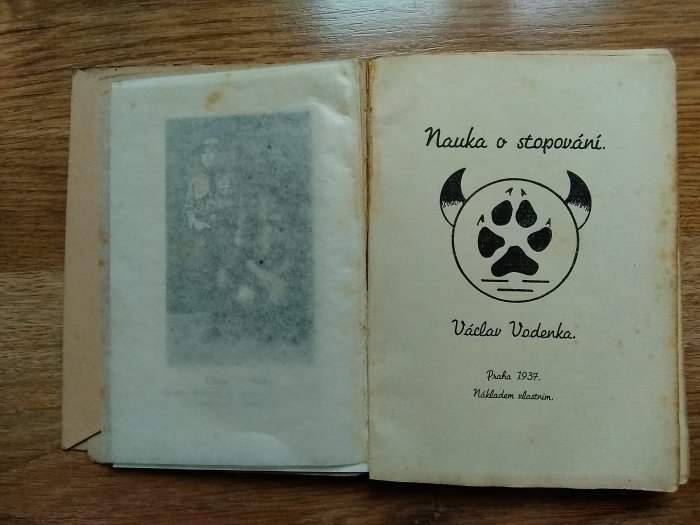 Nauka o stopování.
Václav Vodenka.
Praha 1937.
Nákladem vlastním.